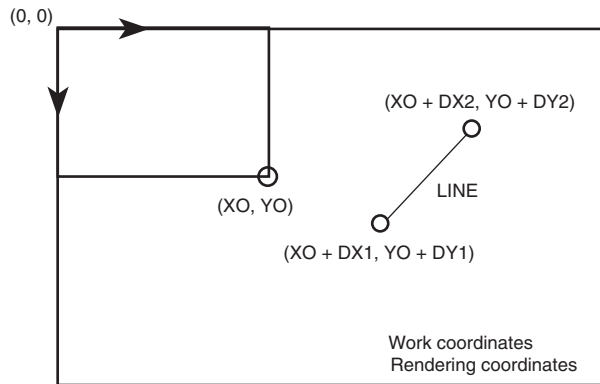 (0, 0)
(XO + DX2, YO + DY2)
LINE
(XO, YO)
(XO + DX1, YO + DY1)
Work coordinates
Rendering coordinates